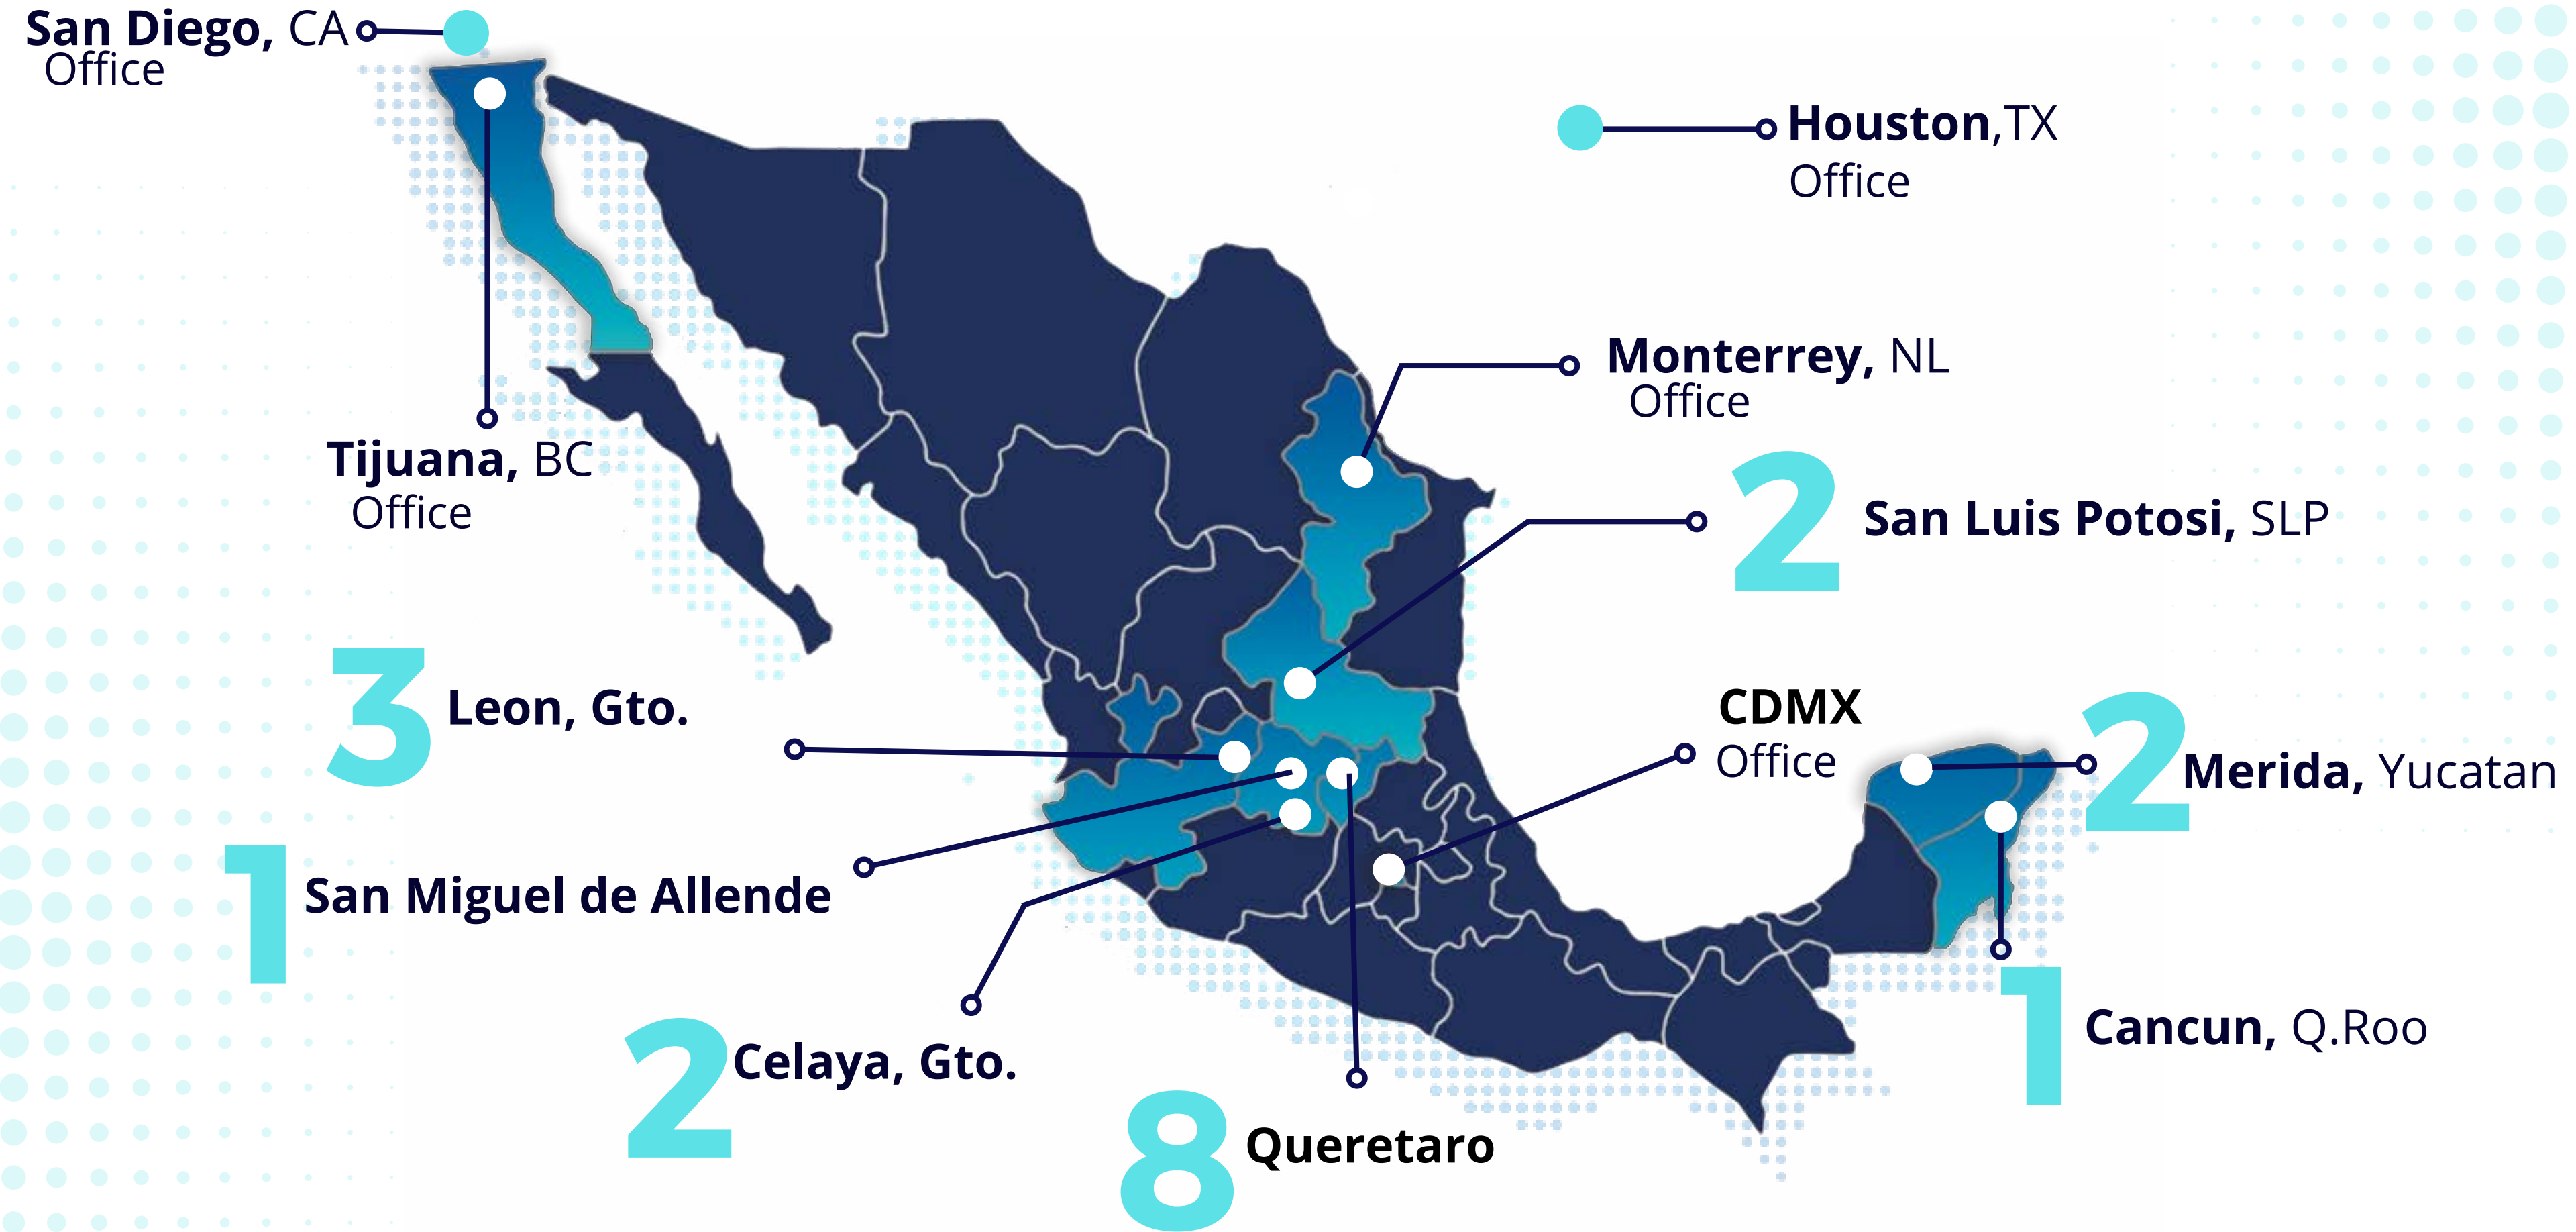 San Diego, CA
Office
Houston,TX
Office
Monterrey, NL
Office
Tijuana, BC
Office
2 San Luis Potosi, SLP
3 Leon, Gto.
CDMX
Office
2 Merida, Yucatan
1 San Miguel de Allende
2 Celaya, Gto.
1 Cancun, Q.Roo
8 Queretaro